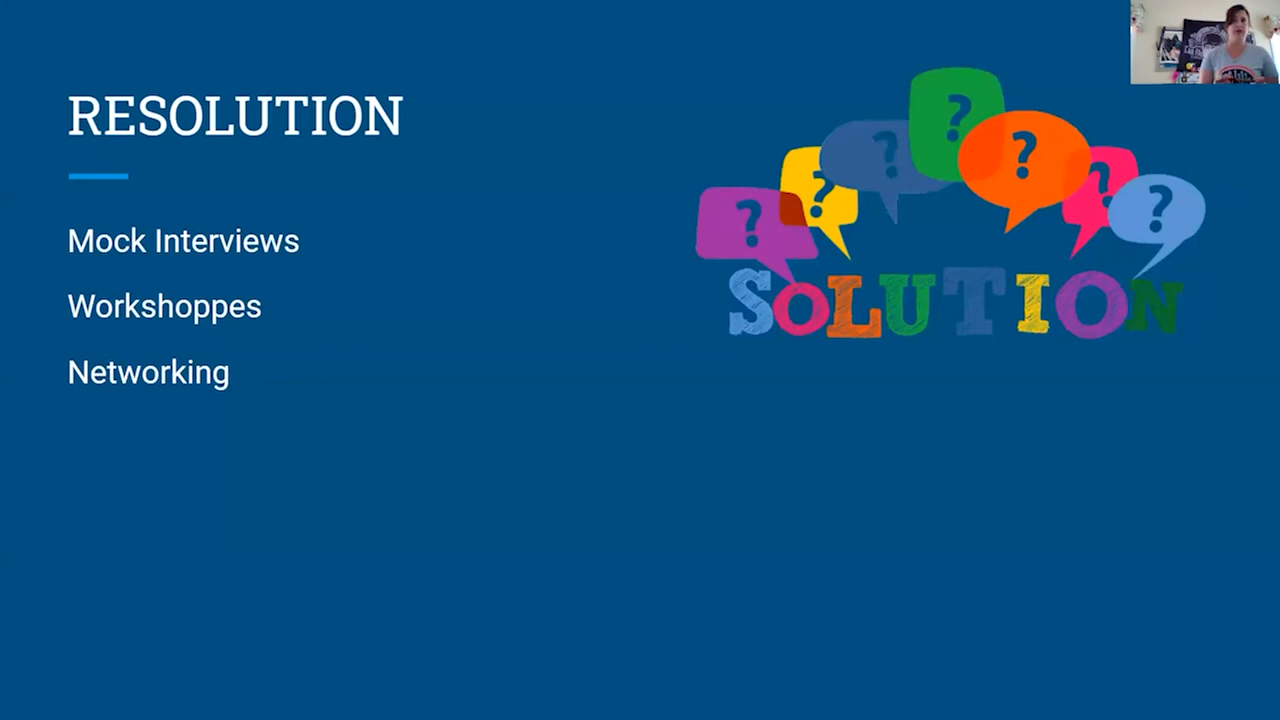 RESOLUTION
Mock Interviews
Workshoppes
Networking
? ? ? ? ? ? ?
SOLUTION